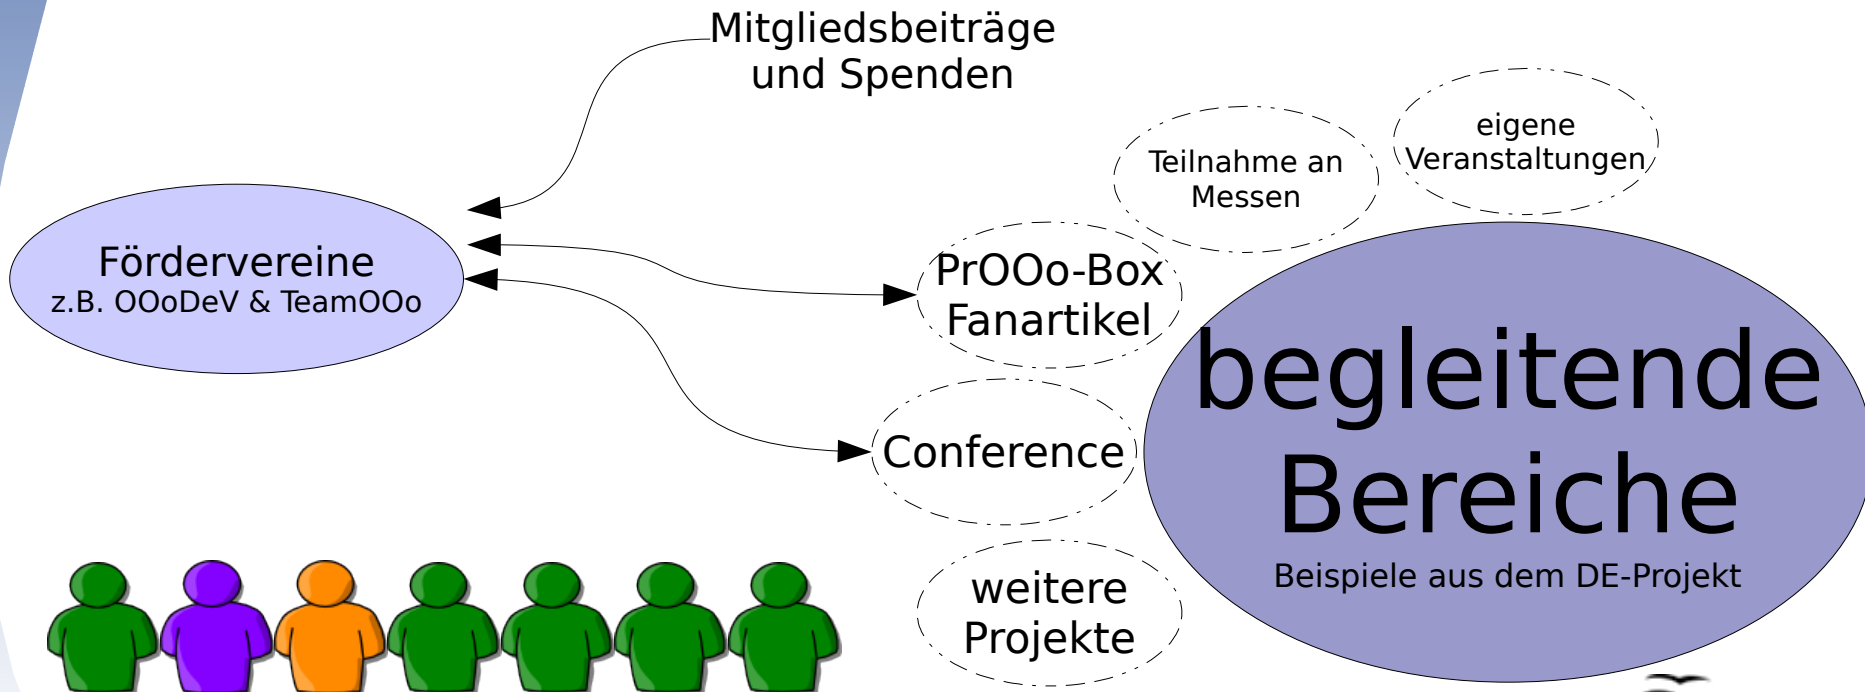 Mitgliedsbeiträge
und Spenden
eigene
Veranstaltungen
Teilnahme an
Messen
Fördervereine
z.B. OOoDeV & TeamOOo
PrOOo-Box
Fanartikel
begleitende
Bereiche
Beispiele aus dem DE-Projekt
Conference
weitere
Projekte